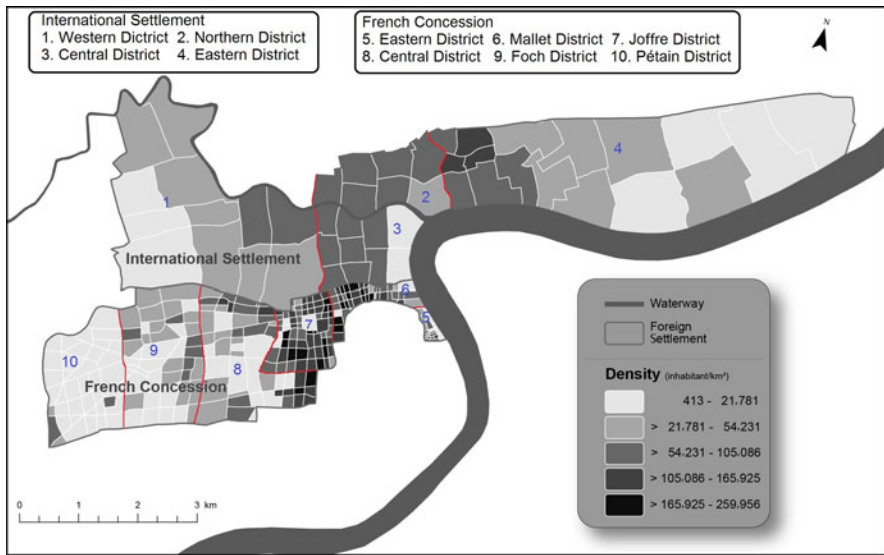 International Settlement
1. Western Dictrict 2. Northern District
3. Central District 4. Eastern District
French Concession
5. Eastern District 6. Mallet District 7. Joffre District
8. Central District 9. Foch District 10. Pétain District
N
4
1
2
3
International Settlement
6
5
7
10
9
8
French Concession
Waterway
Foreign
Settlement
Density (inhabitant/km²)
413 - 21.781
> 21.781 - 54.231
> 54.231 - 105.086
> 105.086 - 165.925
> 165.925 - 259.956
0 1 2 3 km